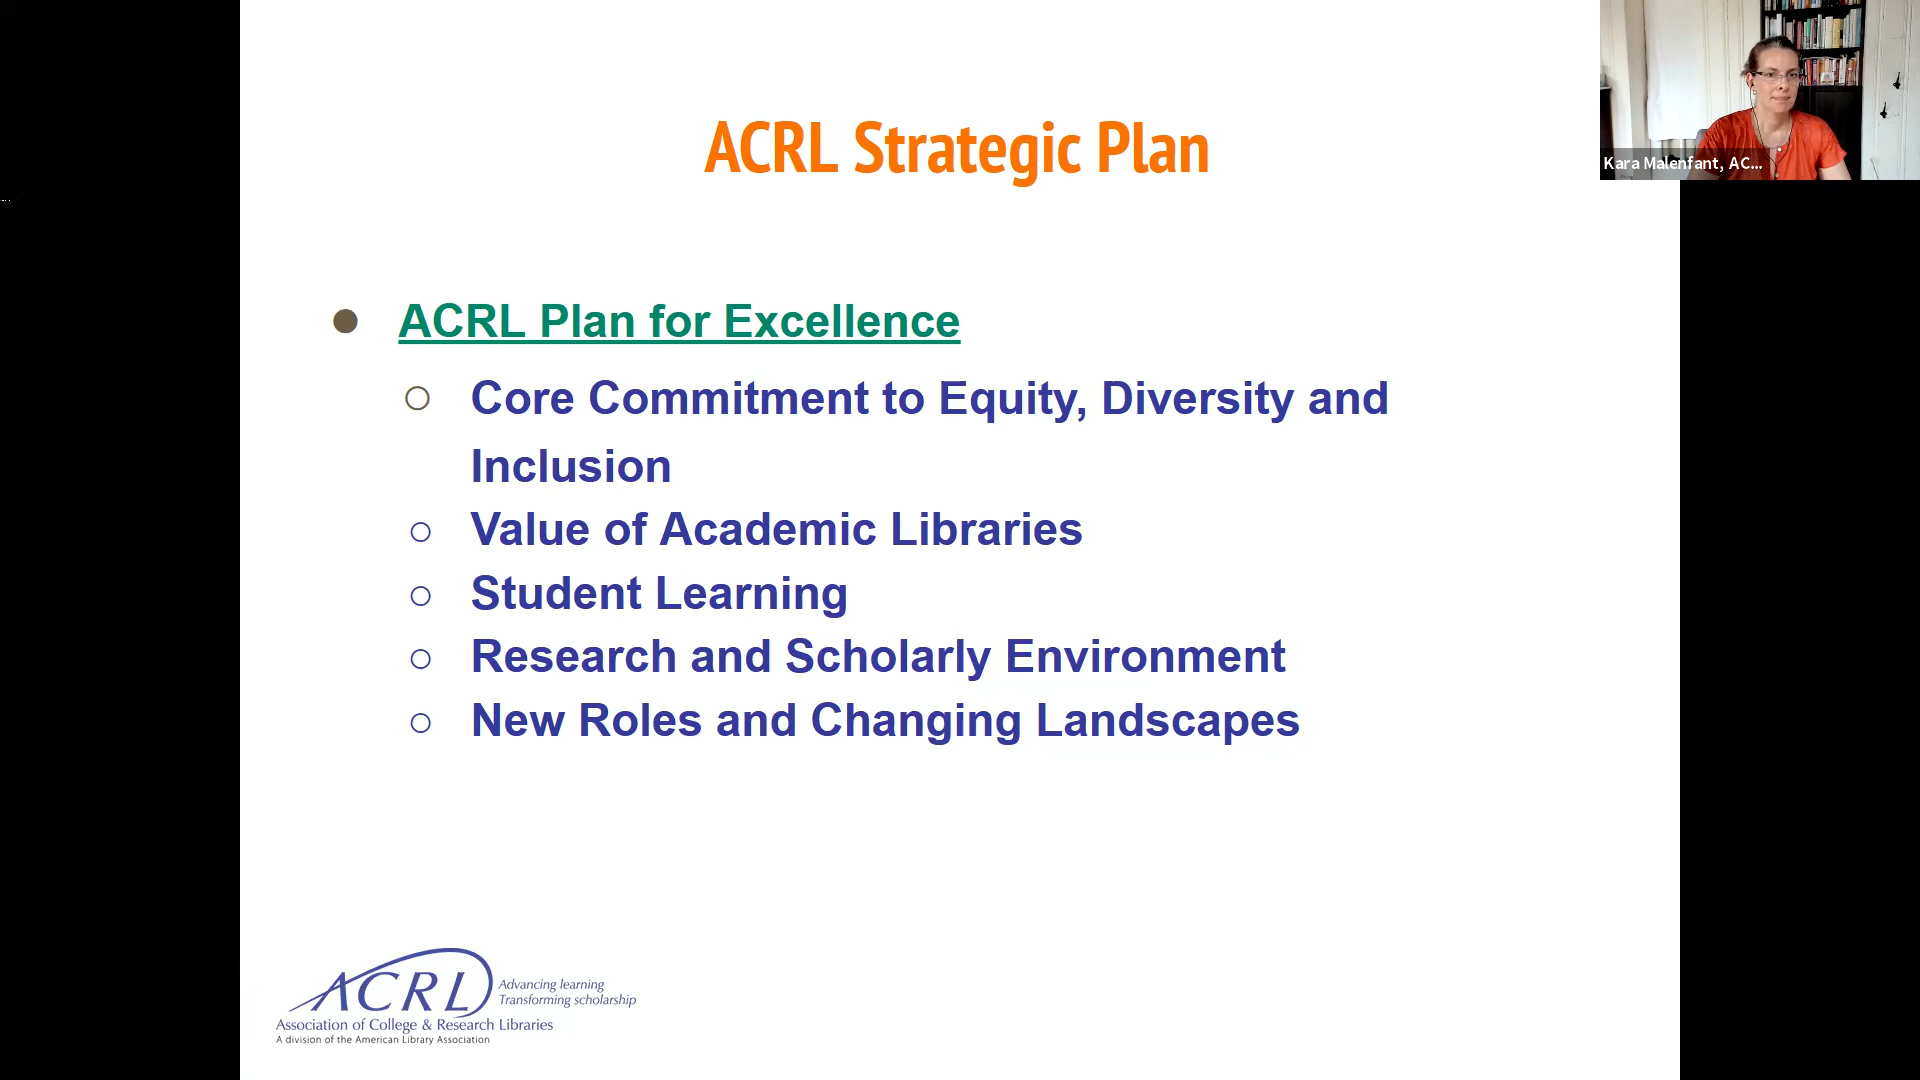 ACRL Strategic Plan
Kara Malenfant, AC...
● ACRL Plan for Excellence
○ Core Commitment to Equity, Diversity and
Inclusion
○ Value of Academic Libraries
○ Student Learning
○ Research and Scholarly Environment
○ New Roles and Changing Landscapes
ACRL
Advancing learning
Transforming scholarship
Association of College & Research Libraries
A division of the American Library Association